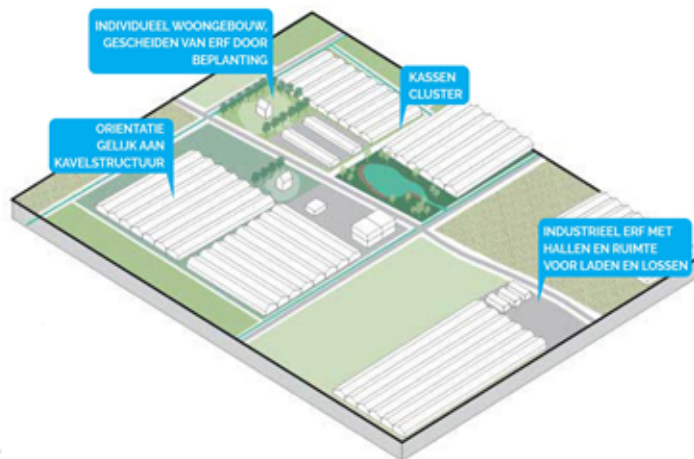 INDIVIDUEEL WOONGEBOUW,
GESCHEIDEN VAN ERF DOOR
BEPLANTING
KASSEN
CLUSTER
ORIENTATIE
GELIJK AAN
KAVELSTRUCTUUR
INDUSTRIEEL ERF MET
HALLEN EN RUIMTE
VOOR LADEN EN LOSSEN